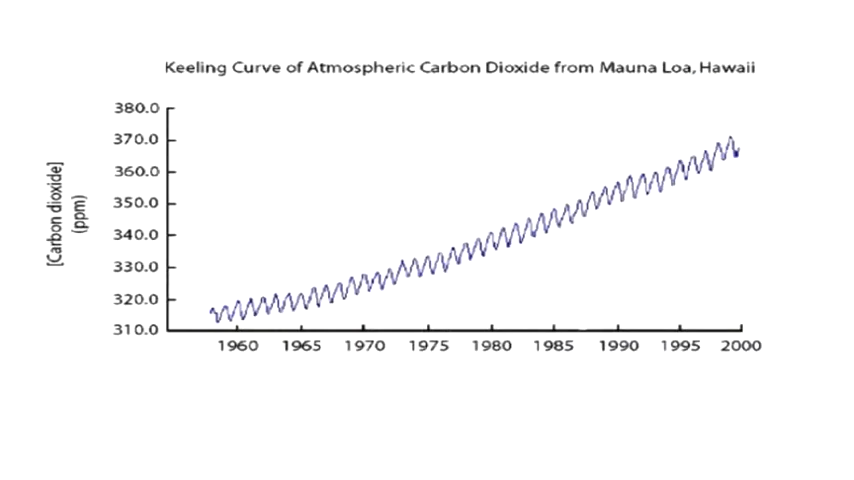 Keeling Curve of Atmospheric Carbon Dioxide from Mauna Loa, Hawaii
380.0
370.0
360.0
350.0
340.0
330.0
320.0
310.0
[Carbon dioxide]
(ppm)
1960 1965 1970 1975 1980 1985 1990 1995 2000